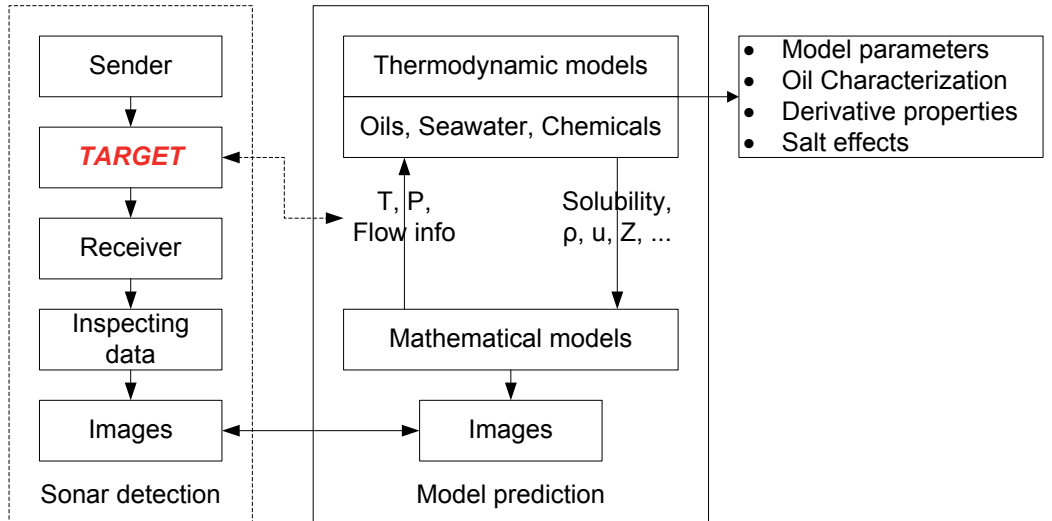 Sender
TARGET
Receiver
Inspecting
data
Images
Sonar detection
Thermodynamic models
Oils, Seawater, Chemicals
T, P,
Flow info
Solubility,
ρ, u, Z, ...
Mathematical models
Images
Model prediction
• Model parameters
• Oil Characterization
• Derivative properties
• Salt effects